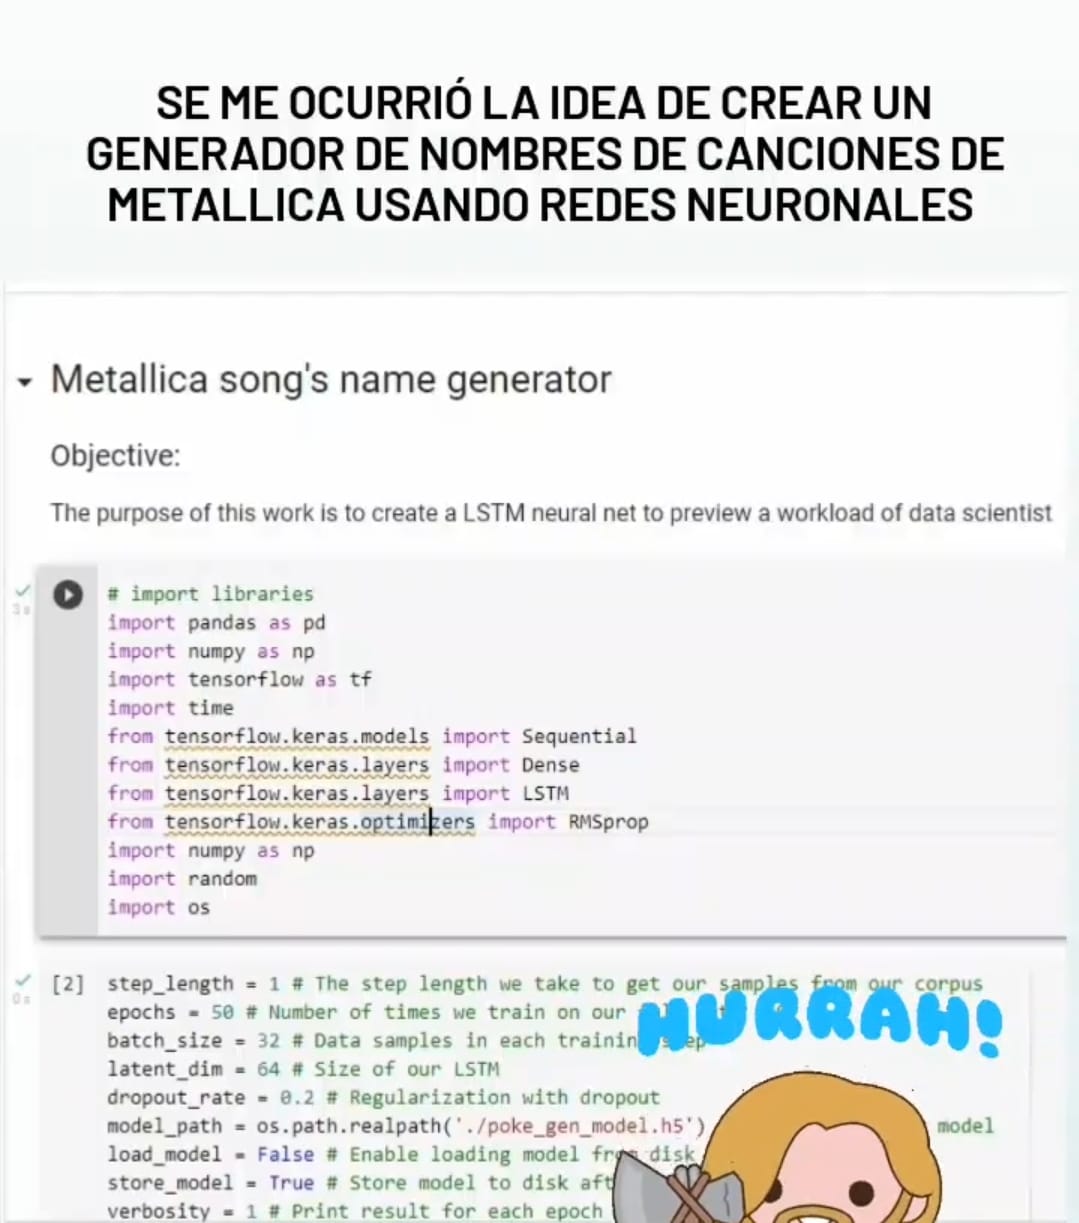 SE ME OCURRIÓ LA IDEA DE CREAR UN
GENERADOR DE NOMBRES DE CANCIONES DE
METALLICA USANDO REDES NEURONALES
Metallica song's name generator
Objective:
The purpose of this work is to create a LSTM neural net to preview a workload of data scientist
# import libraries
import pandas as pd
import numpy as np
import tensorflow as tf
import time
from tensorflow.keras.models import Sequential
from tensorflow.keras.layers import Dense
from tensorflow.keras.layers import LSTM
from tensorflow.keras.optimizers import RMSprop
import numpy as np
import random
import os
[2] step_length = 1 # The step length we take to get our samples from our corpus
epochs = 50 # Number of times we train on our
HURRAH!
batch_size = 32 # Data samples in each training step
latent_dim = 64 # Size of our LSTM
dropout_rate = 0.2 # Regularization with dropout
model_path = os.path.realpath('./poke_gen_model.h5') model
load_model = False # Enable loading model from disk
store_model = True # Store model to disk
verbosity = 1 # Print result for each epoch